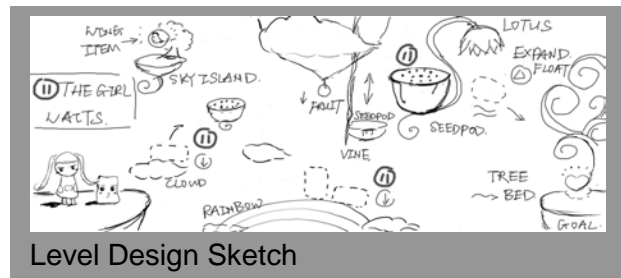 WINGS
ITEM
SKY ISLAND.
THE GIRL
WAITS.
CLOUD
RAINBOW
FRUIT
SEEDPOD
VINE
SEEDPOD.
LOTUS
EXPAND.
FLOAT
TREE
BED
GOAL.
Level Design Sketch